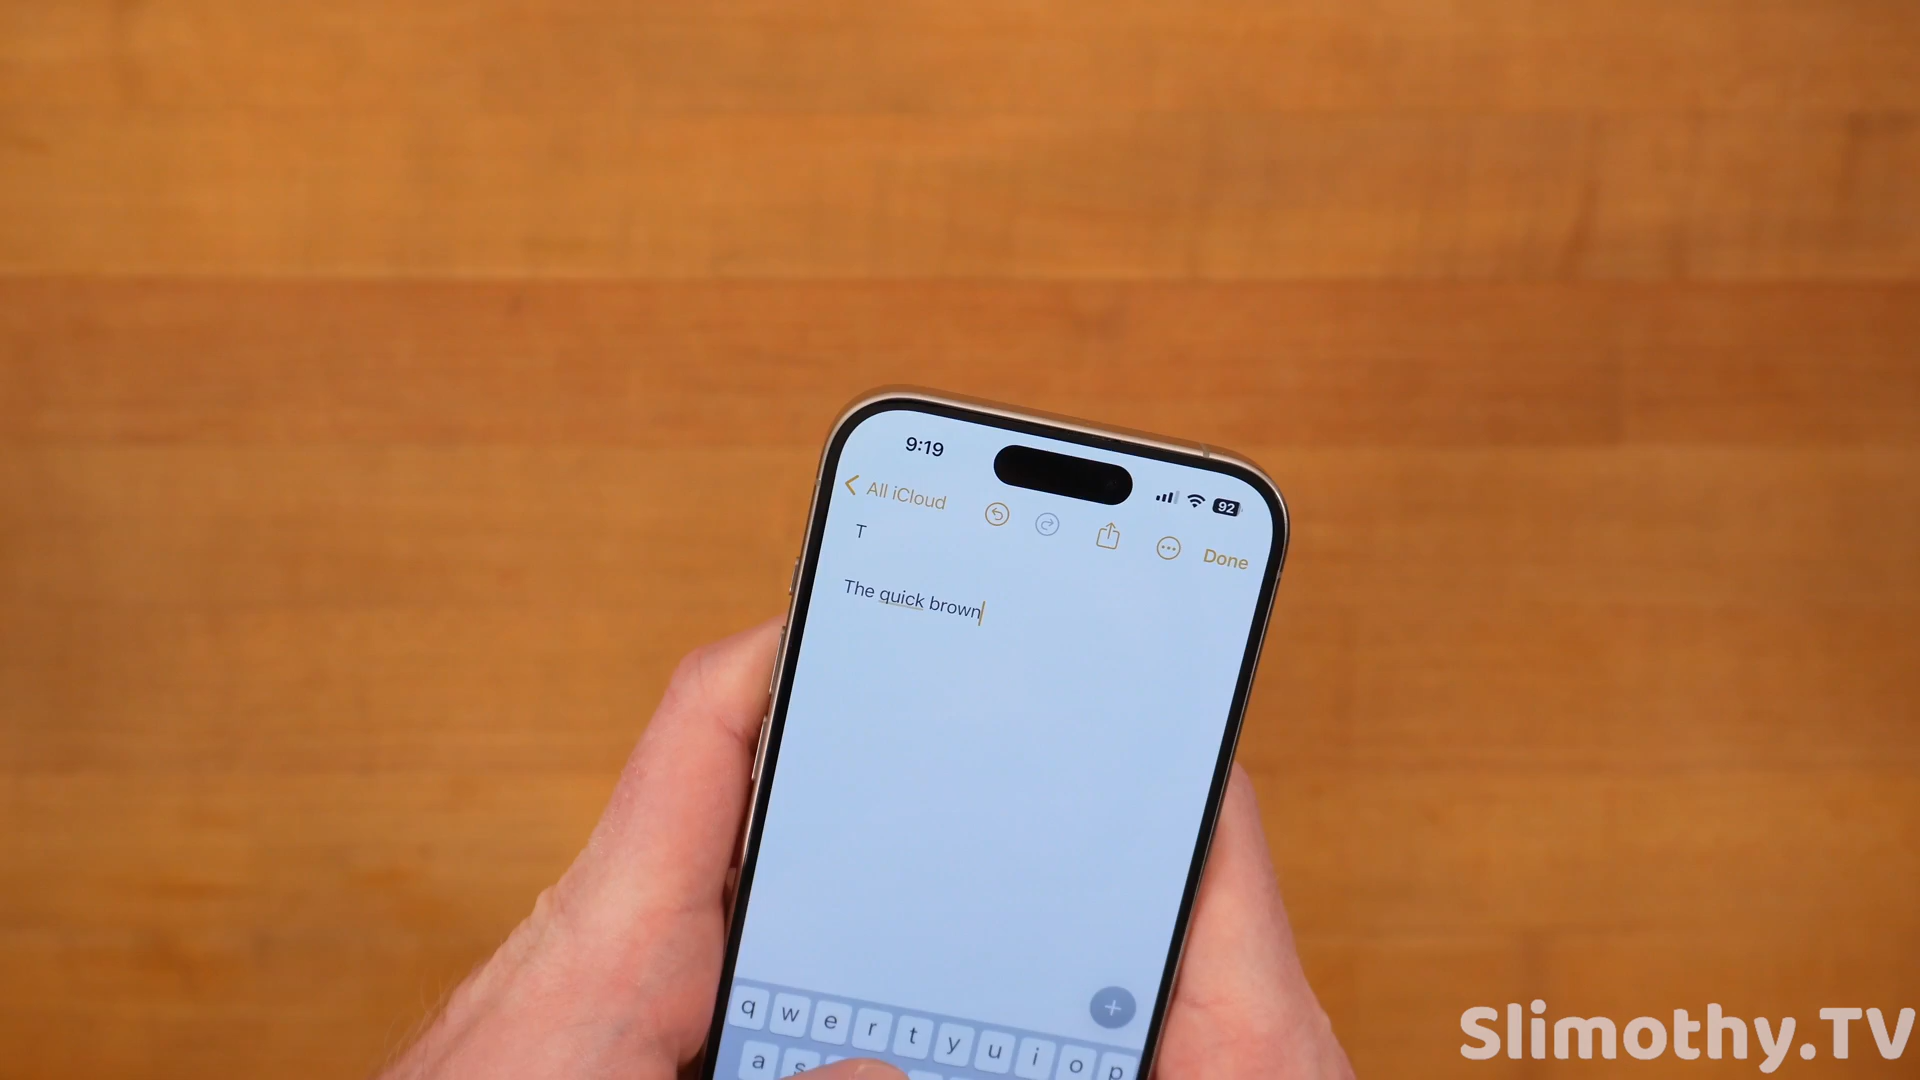 9:19
92
All iCloud
Done
T
The quick brown
q w e r t y u i o p
a s
Slimothy.TV